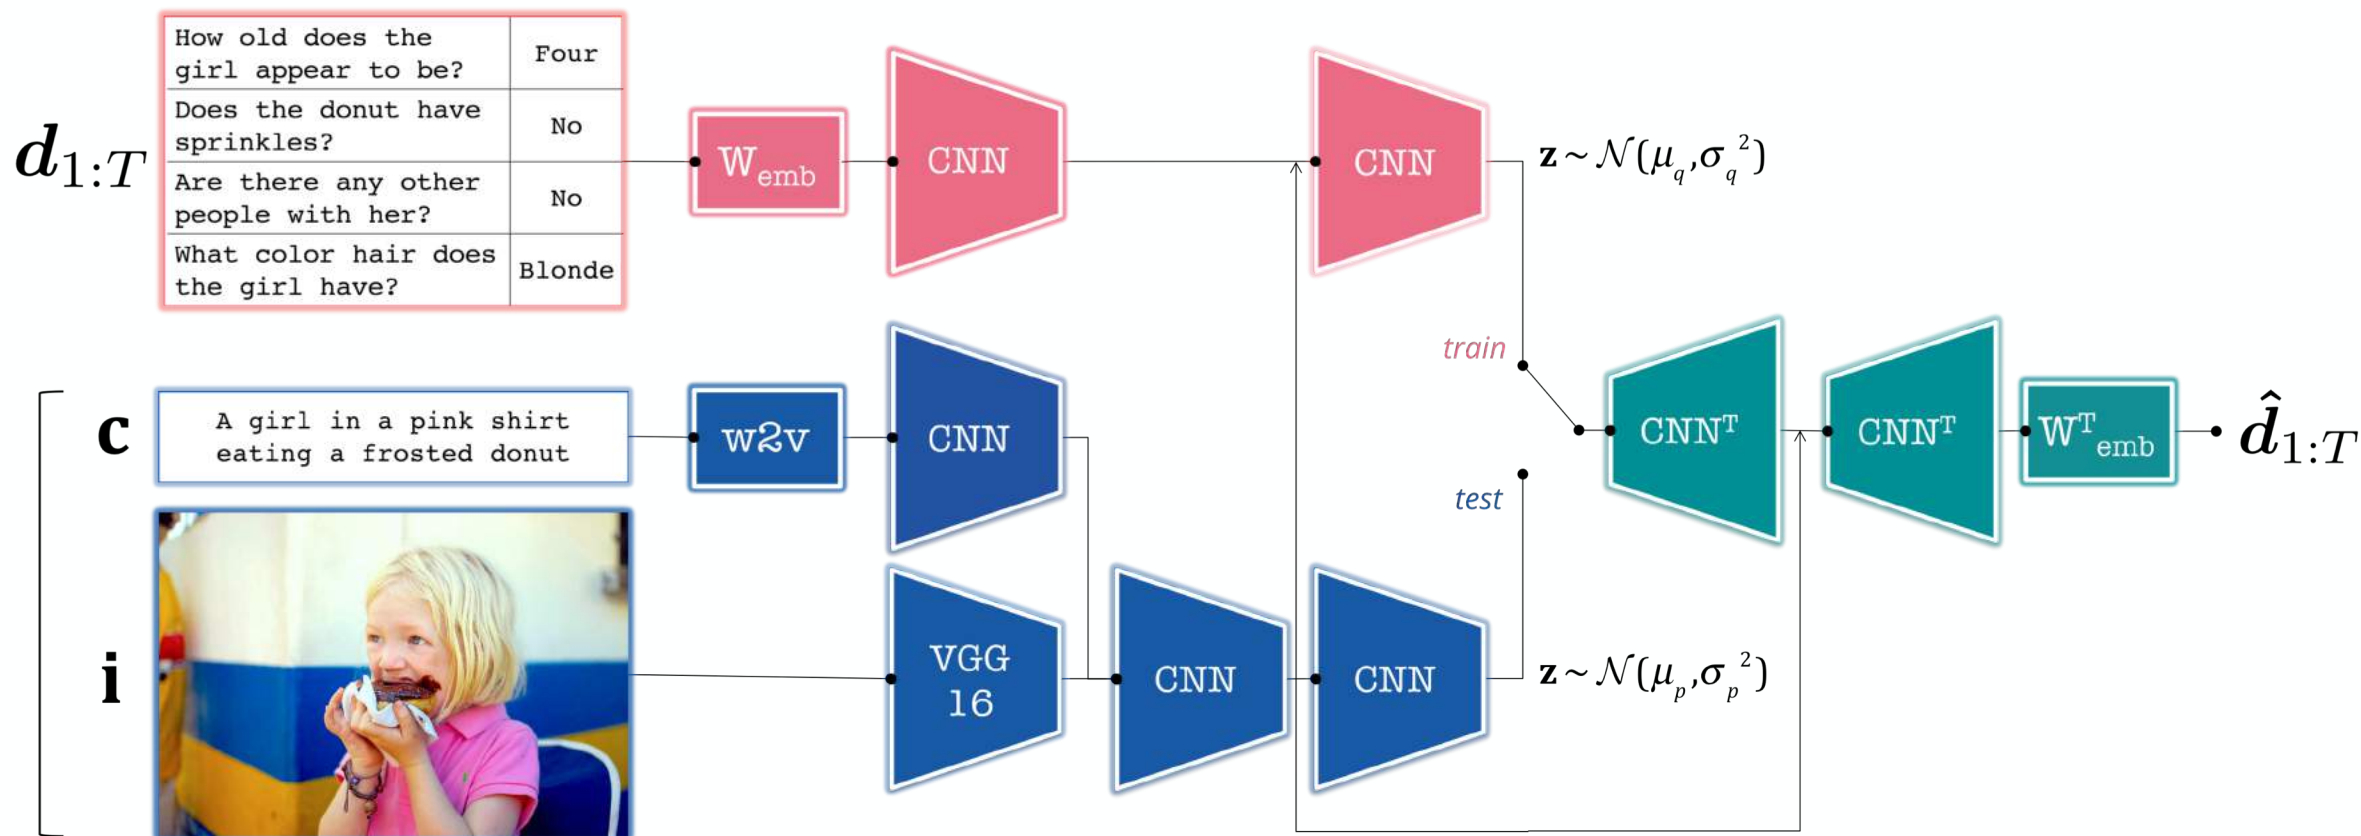 d1:T
How old does the
girl appear to be?
Four
Does the donut have
sprinkles?
No
Are there any other
people with her?
No
What color hair does
the girl have?
Blonde
Wemb
CNN
CNN
z ~ 𝒩(μq,σq²)
train
c
A girl in a pink shirt
eating a frosted donut
w2v
CNN
CNNᵀ
CNNᵀ
Wᵀemb
d̂1:T
test
i
VGG
16
CNN
CNN
z ~ 𝒩(μp,σp²)